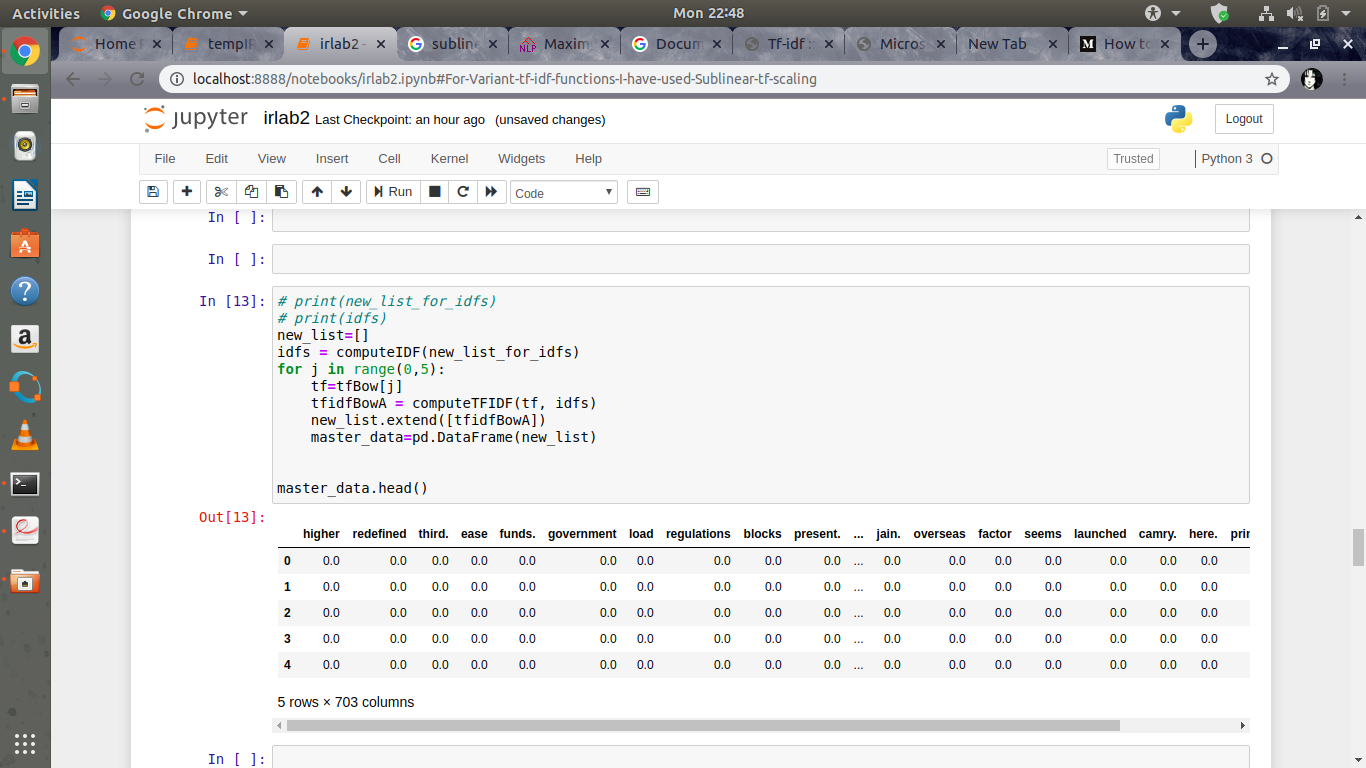 Activities Google Chrome Mon 22:48
Home tempIR irlab2 - sublin Maxim Docum Tf-idf :: Micros New Tab How to
localhost:8888/notebooks/irlab2.ipynb#For-Variant-tf-idf-functions-I-have-used-Sublinear-tf-scaling
jupyter irlab2 Last Checkpoint: an hour ago (unsaved changes) Logout
File Edit View Insert Cell Kernel Widgets Help Trusted Python 3
Run Code
In [ ]:
In [ ]:
In [13]: # print(new_list_for_idfs)
# print(idfs)
new_list=[]
idfs = computeIDF(new_list_for_idfs)
for j in range(0,5):
    tf=tfBow[j]
    tfidfBowA = computeTFIDF(tf, idfs)
    new_list.extend([tfidfBowA])
    master_data=pd.DataFrame(new_list)
master_data.head()
Out[13]:
higher redefined third. ease funds. government load regulations blocks present. ... jain. overseas factor seems launched camry. here. prin
0 0.0 0.0 0.0 0.0 0.0 0.0 0.0 0.0 0.0 0.0 ... 0.0 0.0 0.0 0.0 0.0 0.0 0.0
1 0.0 0.0 0.0 0.0 0.0 0.0 0.0 0.0 0.0 0.0 ... 0.0 0.0 0.0 0.0 0.0 0.0 0.0
2 0.0 0.0 0.0 0.0 0.0 0.0 0.0 0.0 0.0 0.0 ... 0.0 0.0 0.0 0.0 0.0 0.0 0.0
3 0.0 0.0 0.0 0.0 0.0 0.0 0.0 0.0 0.0 0.0 ... 0.0 0.0 0.0 0.0 0.0 0.0 0.0
4 0.0 0.0 0.0 0.0 0.0 0.0 0.0 0.0 0.0 0.0 ... 0.0 0.0 0.0 0.0 0.0 0.0 0.0
5 rows × 703 columns
In [ ]: